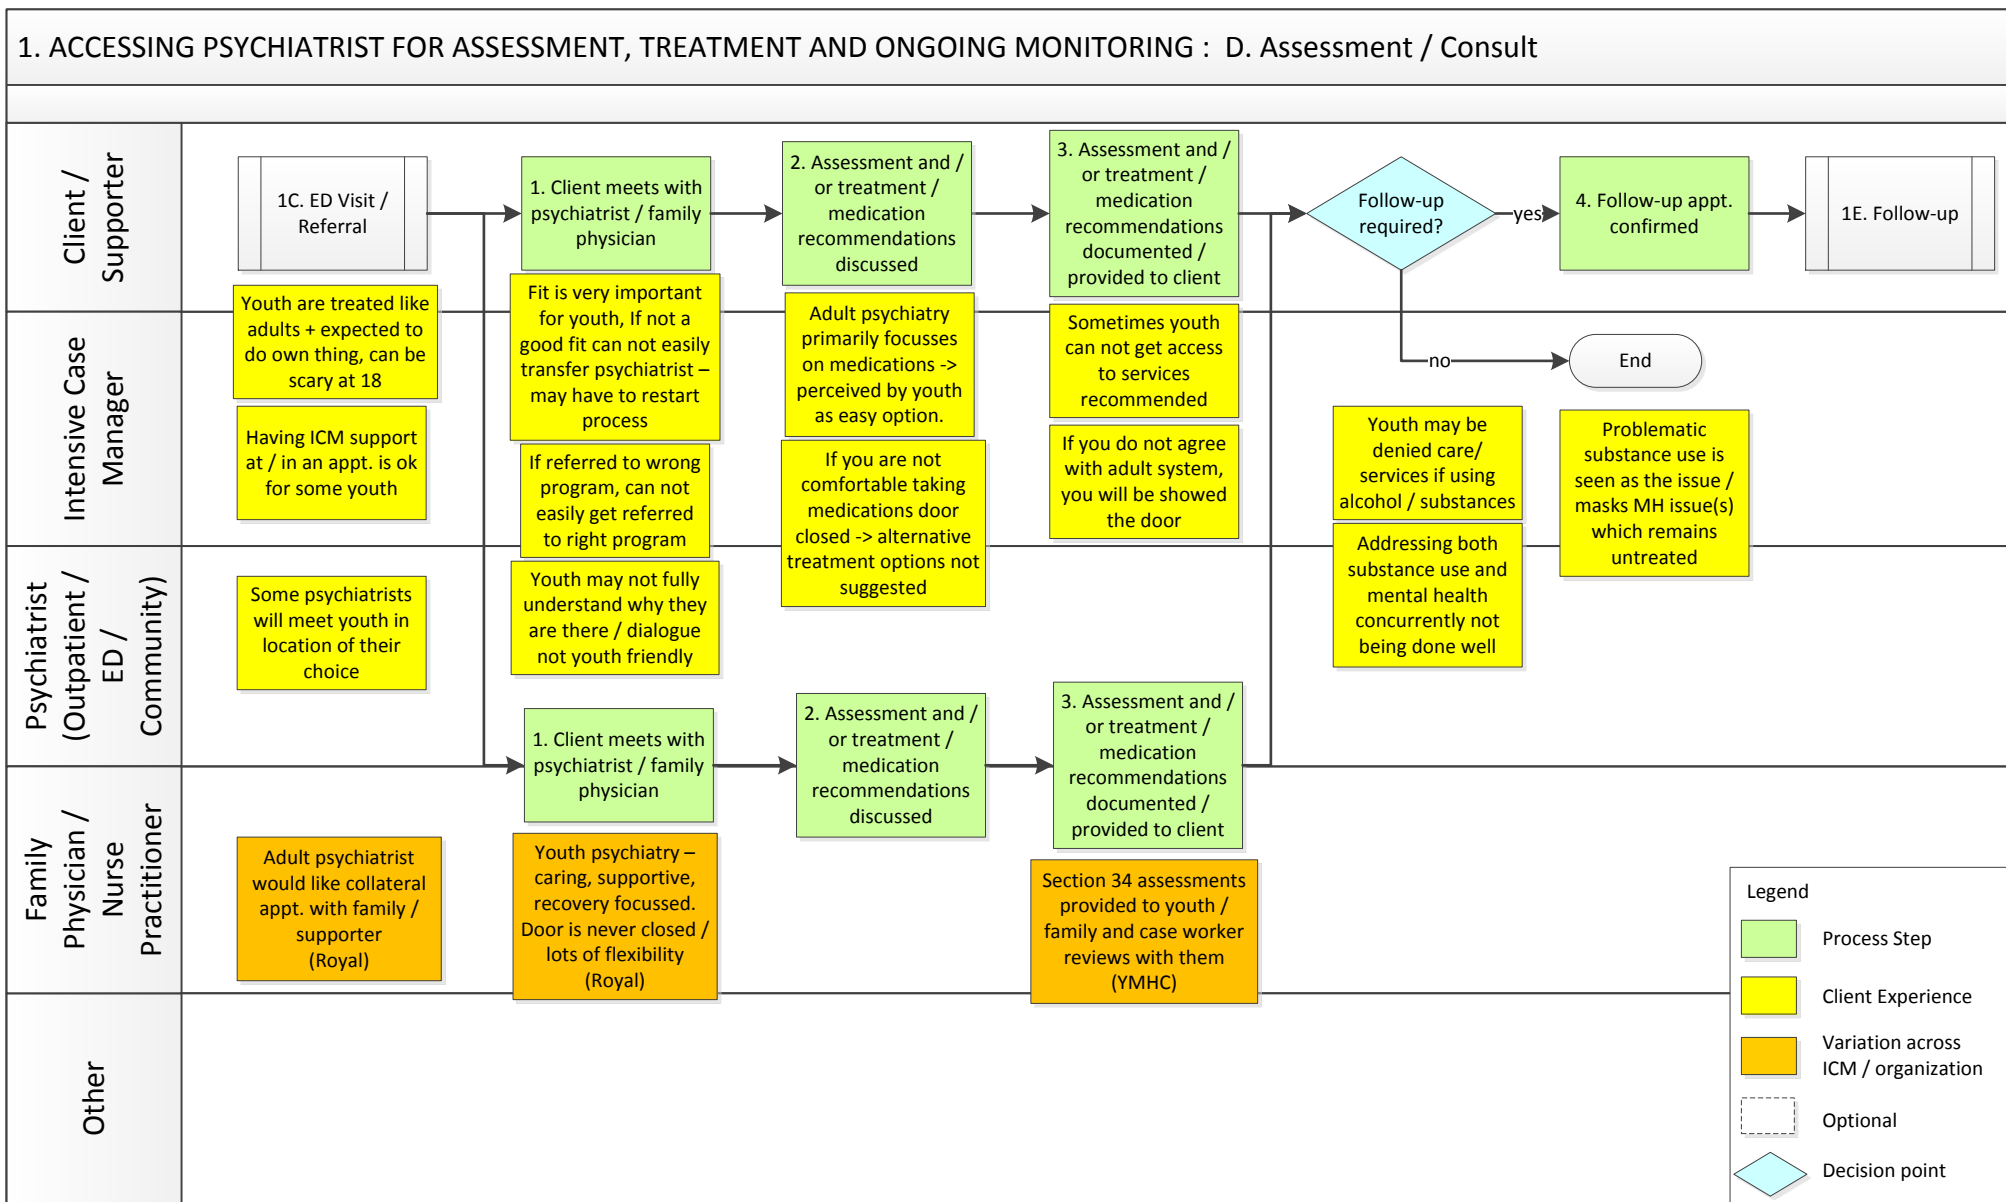 1. ACCESSING PSYCHIATRIST FOR ASSESSMENT, TREATMENT AND ONGOING MONITORING : D. Assessment / Consult
Client /
Supporter
1C. ED Visit /
Referral
1. Client meets with
psychiatrist / family
physician
2. Assessment and /
or treatment /
medication
recommendations
discussed
3. Assessment and /
or treatment /
medication
recommendations
documented /
provided to client
Follow-up
required?
yes
4. Follow-up appt.
confirmed
1E. Follow-up
no
End
Intensive Case
Manager
Youth are treated like
adults + expected to
do own thing, can be
scary at 18
Having ICM support
at / in an appt. is ok
for some youth
Fit is very important
for youth, If not a
good fit can not easily
transfer psychiatrist –
may have to restart
process
If referred to wrong
program, can not
easily get referred
to right program
Youth may not fully
understand why they
are there / dialogue
not youth friendly
Adult psychiatry
primarily focusses
on medications ->
perceived by youth
as easy option.
If you are not
comfortable taking
medications door
closed -> alternative
treatment options not
suggested
Sometimes youth
can not get access
to services
recommended
If you do not agree
with adult system,
you will be showed
the door
Youth may be
denied care/
services if using
alcohol / substances
Addressing both
substance use and
mental health
concurrently not
being done well
Problematic
substance use is
seen as the issue /
masks MH issue(s)
which remains
untreated
Psychiatrist
(Outpatient /
ED /
Community)
Some psychiatrists
will meet youth in
location of their
choice
1. Client meets with
psychiatrist / family
physician
2. Assessment and /
or treatment /
medication
recommendations
discussed
3. Assessment and /
or treatment /
medication
recommendations
documented /
provided to client
Family
Physician /
Nurse
Practitioner
Adult psychiatrist
would like collateral
appt. with family /
supporter
(Royal)
Youth psychiatry –
caring, supportive,
recovery focussed.
Door is never closed /
lots of flexibility
(Royal)
Section 34 assessments
provided to youth /
family and case worker
reviews with them
(YMHC)
Other
Legend
Process Step
Client Experience
Variation across
ICM / organization
Optional
Decision point